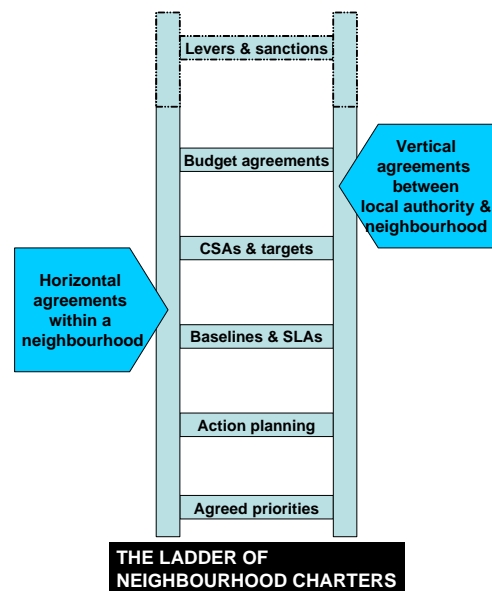 Levers & sanctions
Budget agreements
Vertical
agreements
between
local authority &
neighbourhood
CSAs & targets
Horizontal
agreements
within a
neighbourhood
Baselines & SLAs
Action planning
Agreed priorities
THE LADDER OF
NEIGHBOURHOOD CHARTERS